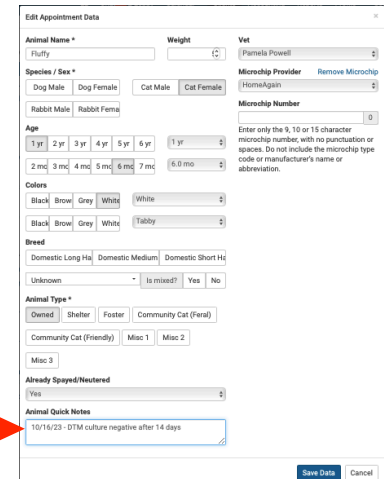 Edit Appointment Data ×
Animal Name * Weight
Fluffy
Species / Sex *
Dog Male Dog Female Cat Male Cat Female
Rabbit Male Rabbit Fema
Age
1 yr 2 yr 3 yr 4 yr 5 yr 6 yr 1 yr
2 mo 3 mo 4 mo 5 mo 6 mo 7 mo 6.0 mo
Colors
Black Brow Grey White White
Black Brow Grey White Tabby
Breed
Domestic Long Ha Domestic Medium Domestic Short Ha
Unknown Is mixed? Yes No
Animal Type *
Owned Shelter Foster Community Cat (Feral)
Community Cat (Friendly) Misc 1 Misc 2
Misc 3
Already Spayed/Neutered
Yes
Animal Quick Notes
10/16/23 - DTM culture negative after 14 days
Vet
Pamela Powell
Microchip Provider Remove Microchip
HomeAgain
Microchip Number
0
Enter only the 9, 10 or 15 character
microchip number, with no punctuation or
spaces. Do not include the microchip type
code or manufacturer's name or
abbreviation.
Save Data Cancel